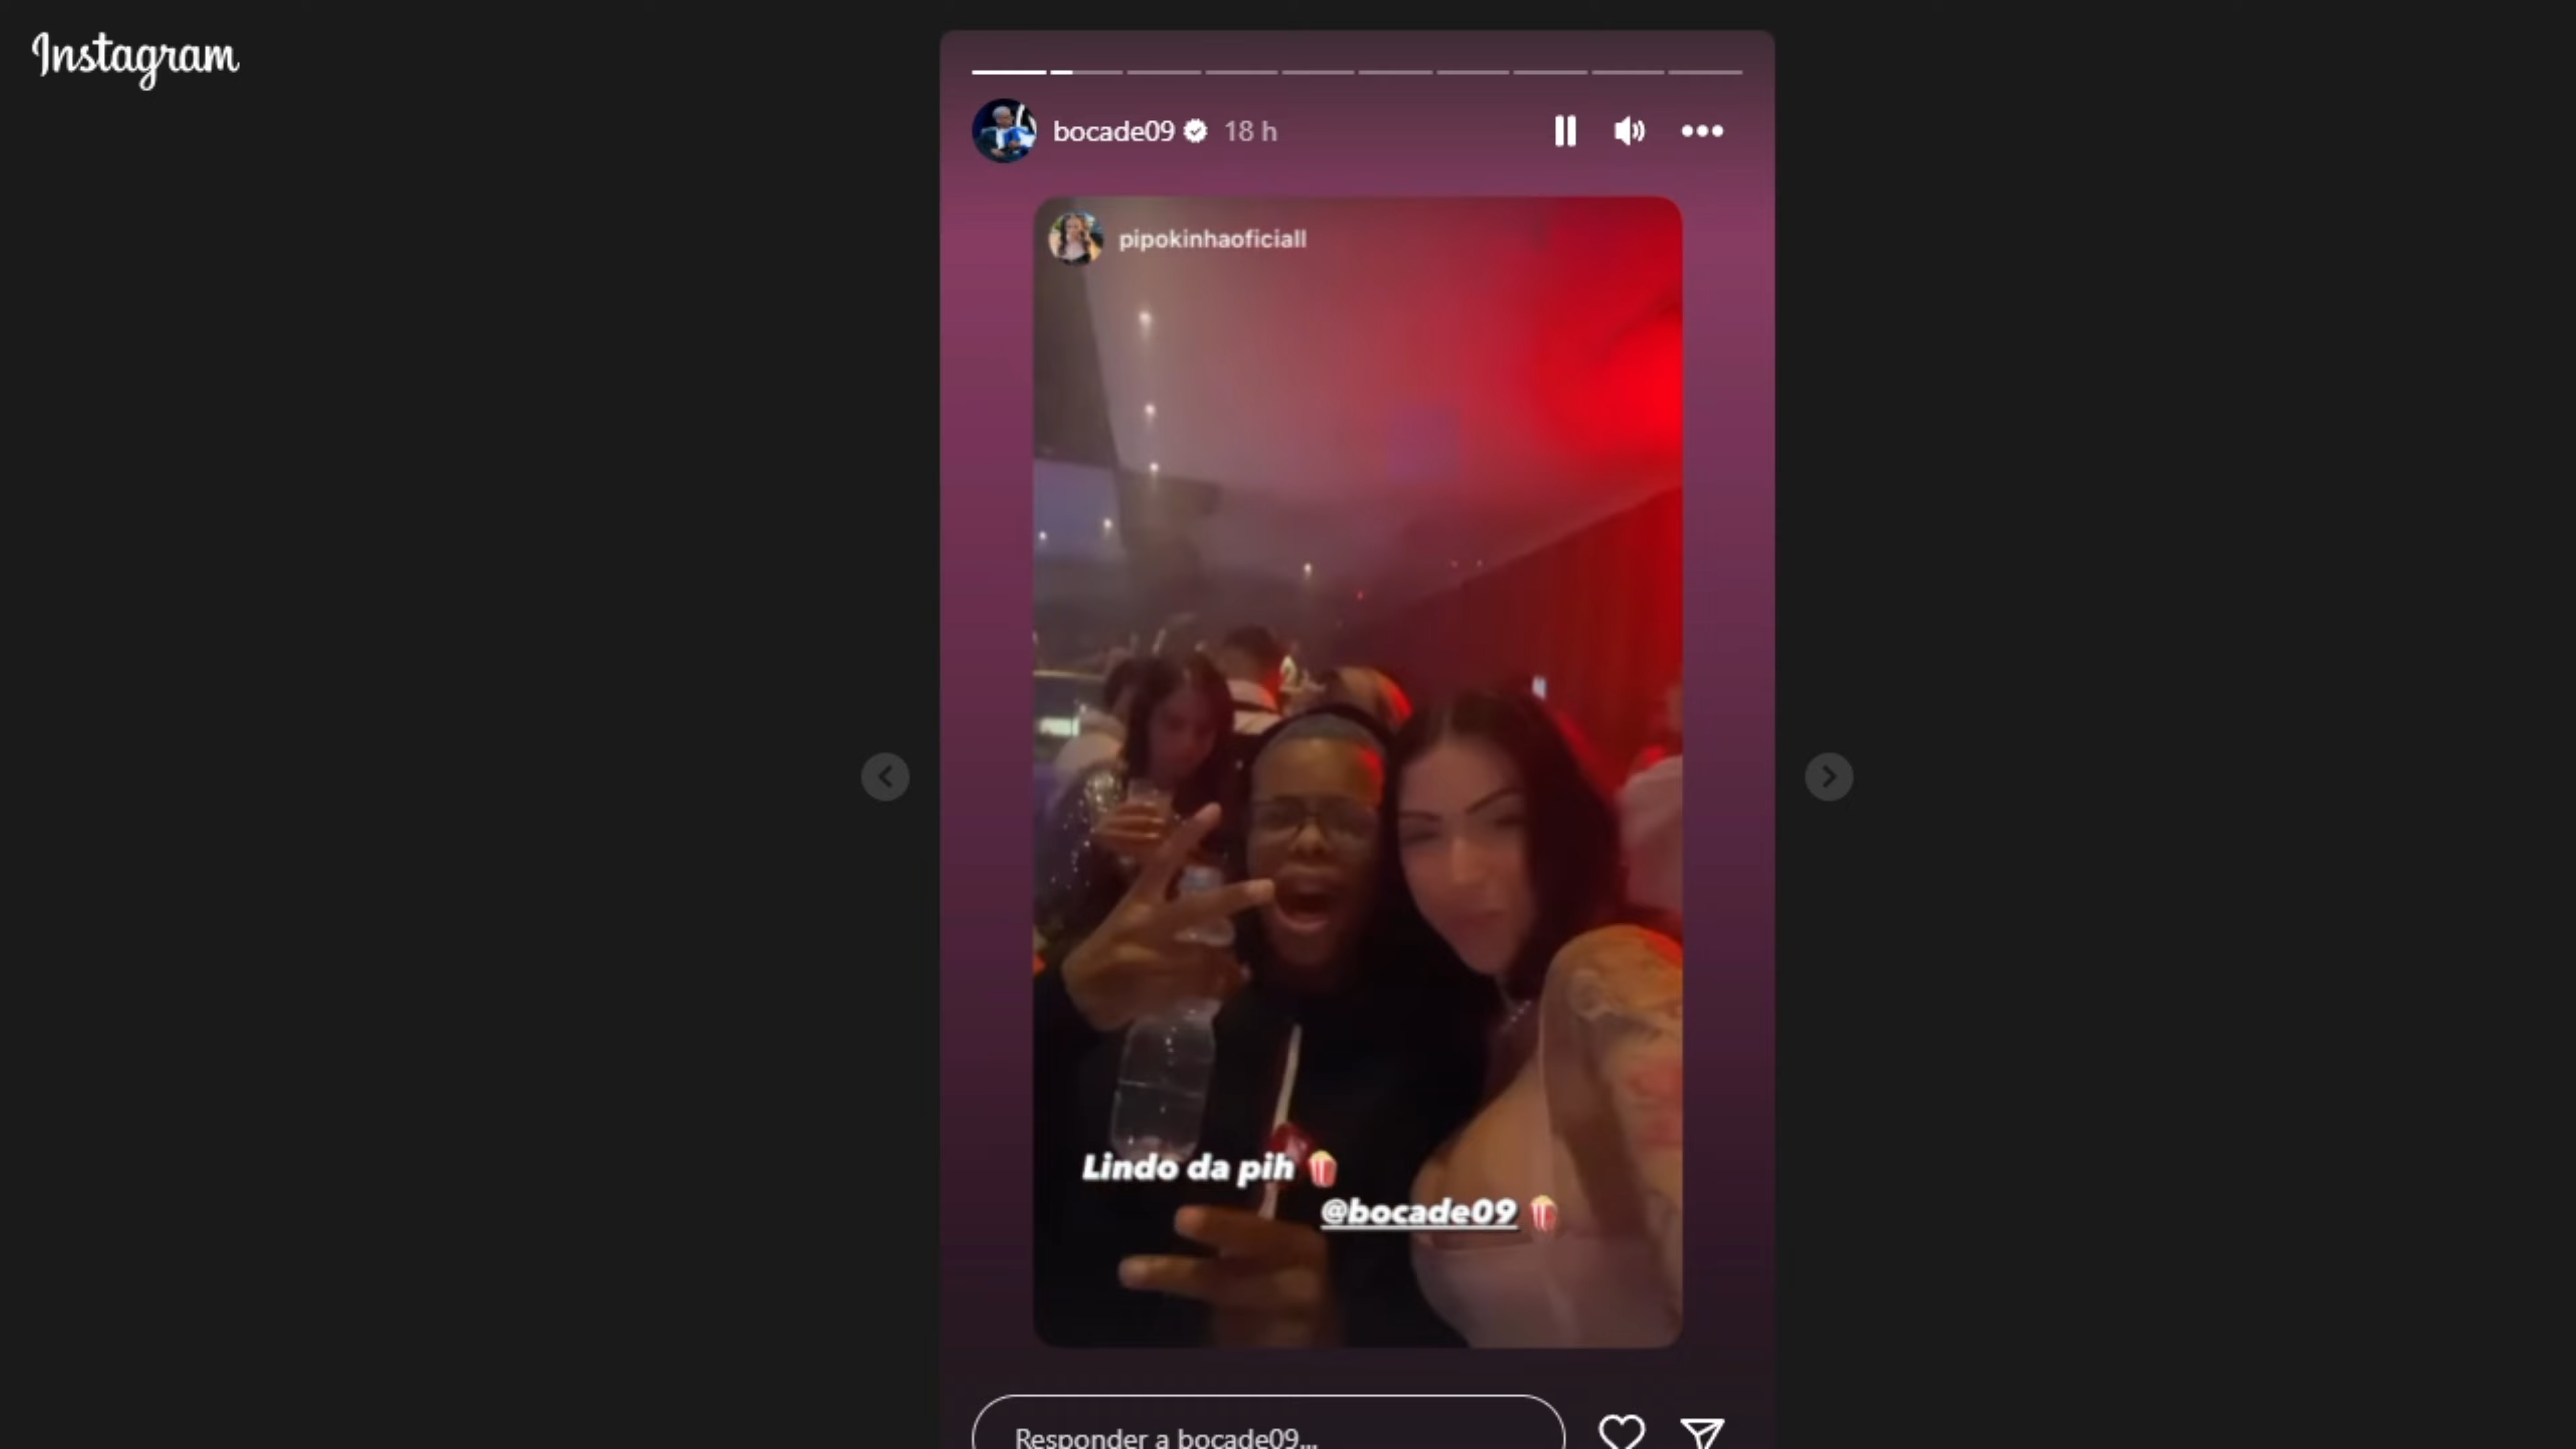 Instagram
bocade09 18 h
pipokinhaoficiall
Lindo da pih
@bocade09
Responder a bocade09...